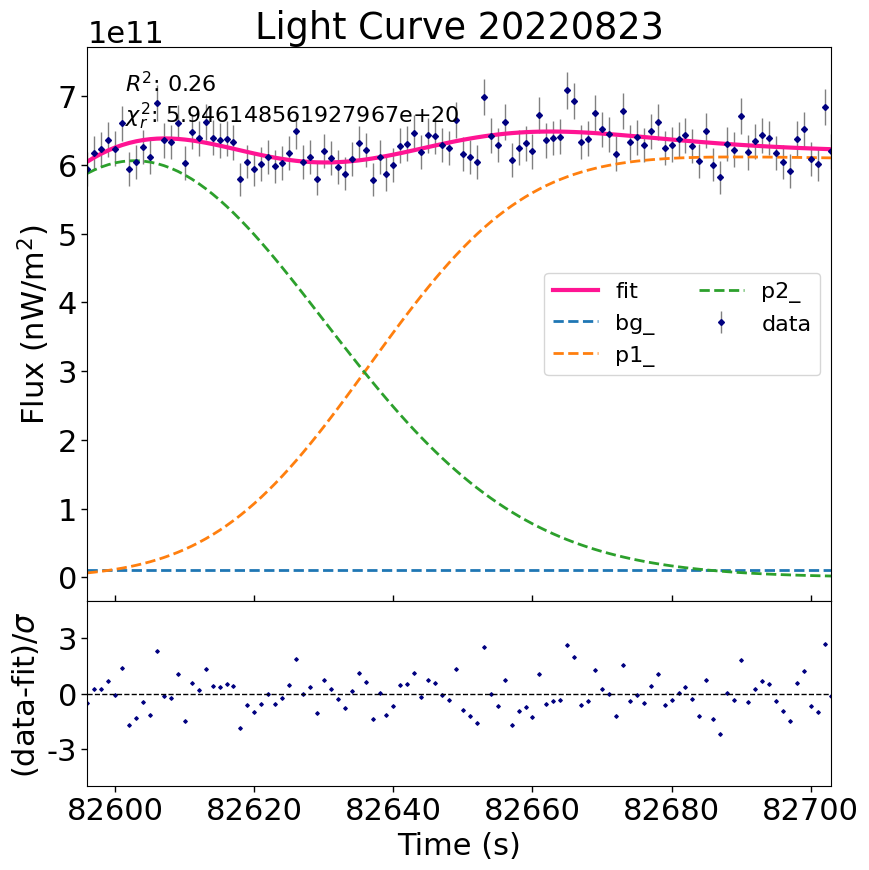 Light Curve 20220823
1e11
R²: 0.26
χ²ᵣ: 5.946148561927967e+20
7
6
5
4
3
2
1
0
Flux (nW/m²)
fit
bg_
p1_
p2_
data
(data-fit)/σ
3
0
-3
82600 82620 82640 82660 82680 82700
Time (s)